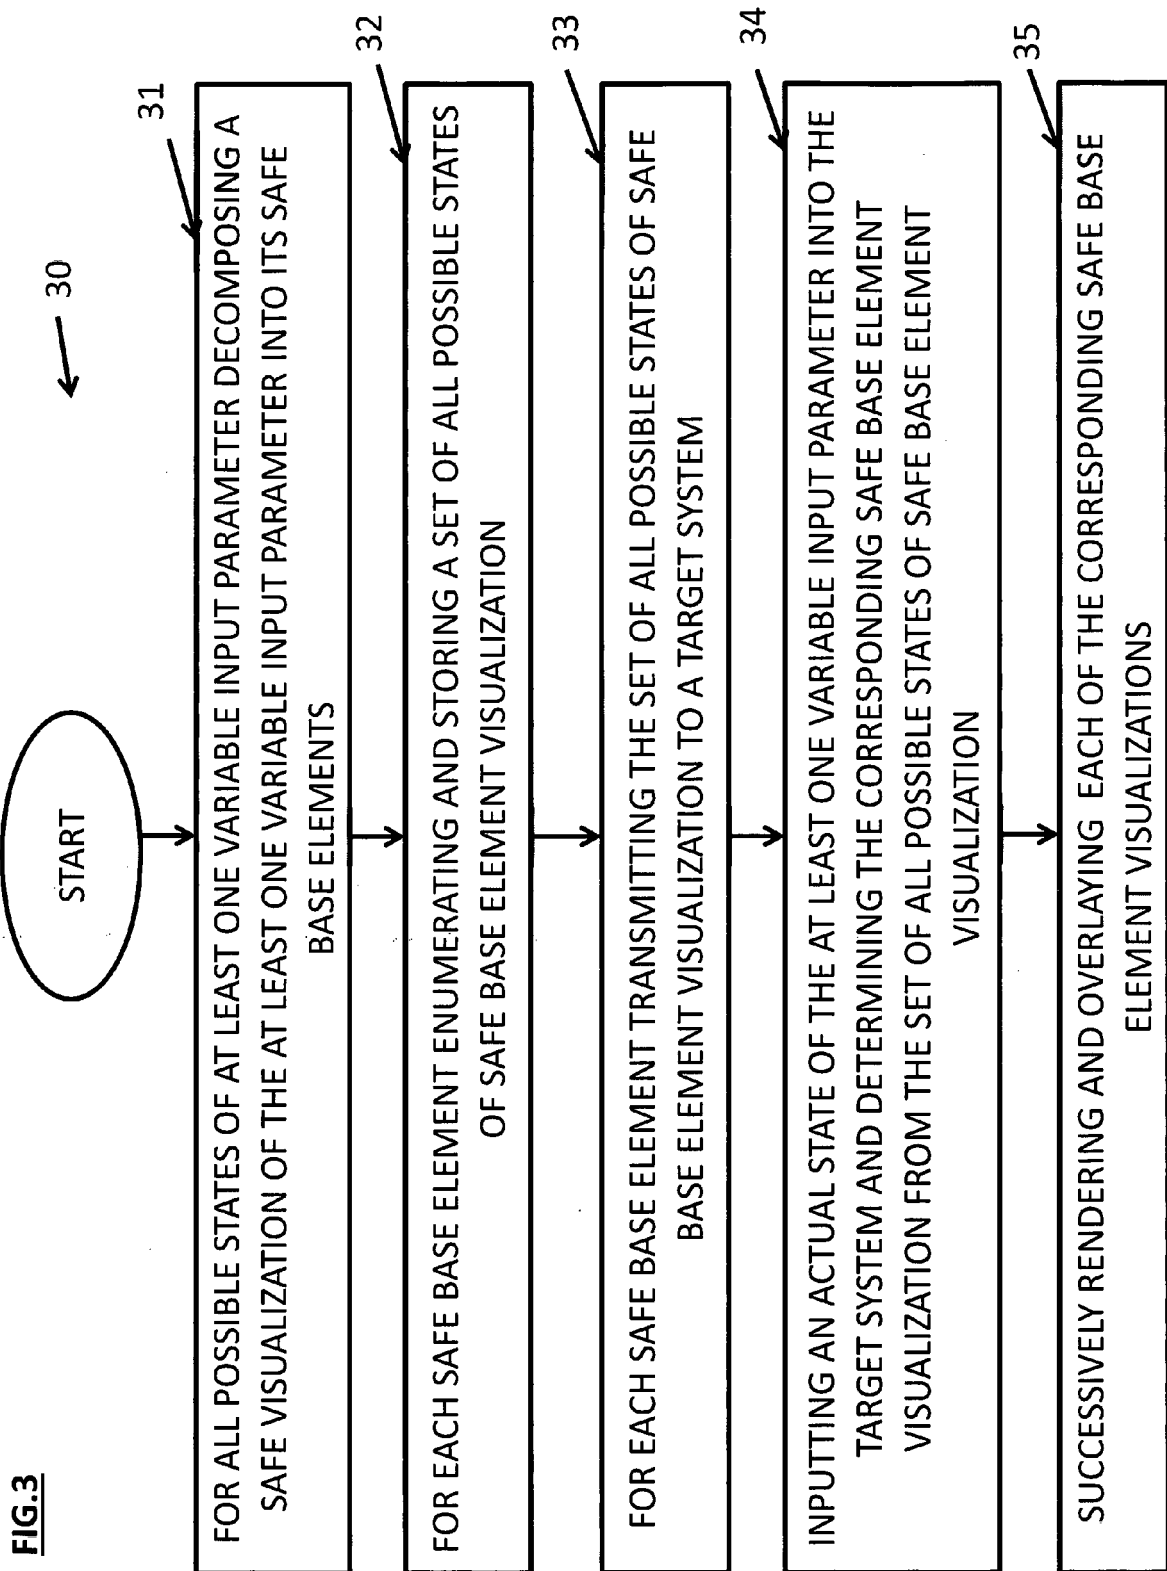 FIG.3
30
START
31
FOR ALL POSSIBLE STATES OF AT LEAST ONE VARIABLE INPUT PARAMETER DECOMPOSING A
SAFE VISUALIZATION OF THE AT LEAST ONE VARIABLE INPUT PARAMETER INTO ITS SAFE
BASE ELEMENTS
32
FOR EACH SAFE BASE ELEMENT ENUMERATING AND STORING A SET OF ALL POSSIBLE STATES
OF SAFE BASE ELEMENT VISUALIZATION
33
FOR EACH SAFE BASE ELEMENT TRANSMITTING THE SET OF ALL POSSIBLE STATES OF SAFE
BASE ELEMENT VISUALIZATION TO A TARGET SYSTEM
34
INPUTTING AN ACTUAL STATE OF THE AT LEAST ONE VARIABLE INPUT PARAMETER INTO THE
TARGET SYSTEM AND DETERMINING THE CORRESPONDING SAFE BASE ELEMENT
VISUALIZATION FROM THE SET OF ALL POSSIBLE STATES OF SAFE BASE ELEMENT
VISUALIZATION
35
SUCCESSIVELY RENDERING AND OVERLAYING EACH OF THE CORRESPONDING SAFE BASE
ELEMENT VISUALIZATIONS